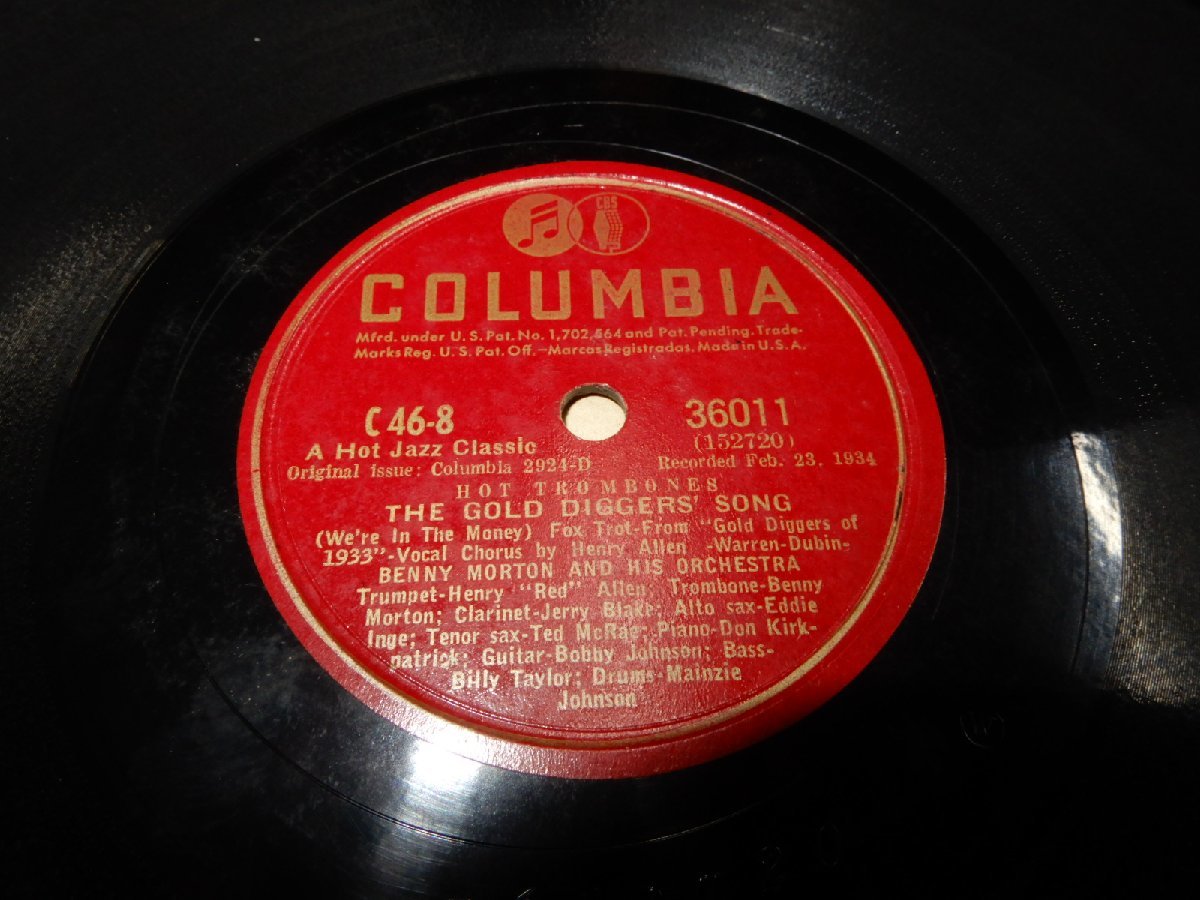 CBS
COLUMBIA
Mfrd. under U.S. Pat. No. 1,702,564 and Pat. Pending. Trade-
Marks Reg. U.S. Pat. Off.—Marcas Registradas. Made in U.S.A.
C 46-8
36011
A Hot Jazz Classic
(152720)
Original issue: Columbia 2924-D
Recorded Feb. 23, 1934
HOT TROMBONES
THE GOLD DIGGERS' SONG
(We're In The Money) Fox Trot-From "Gold Diggers of
1933"-Vocal Chorus by Henry Allen -Warren-Dubin-
BENNY MORTON AND HIS ORCHESTRA
Trumpet-Henry "Red" Allen; Trombone-Benny
Morton; Clarinet-Jerry Blake; Alto sax-Eddie
Inge; Tenor sax-Ted McRae; Piano-Don Kirk-
patrick; Guitar-Bobby Johnson; Bass-
Billy Taylor; Drums-Mainzie
Johnson